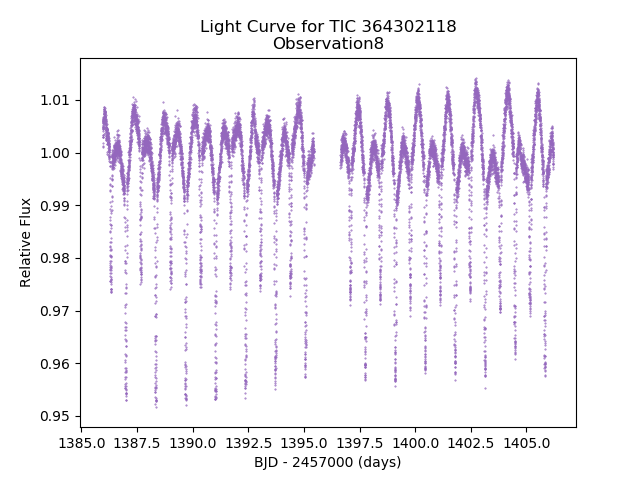 Light Curve for TIC 364302118
Observation8
1.01
1.00
0.99
0.98
0.97
0.96
0.95
Relative Flux
1385.0 1387.5 1390.0 1392.5 1395.0 1397.5 1400.0 1402.5 1405.0
BJD - 2457000 (days)